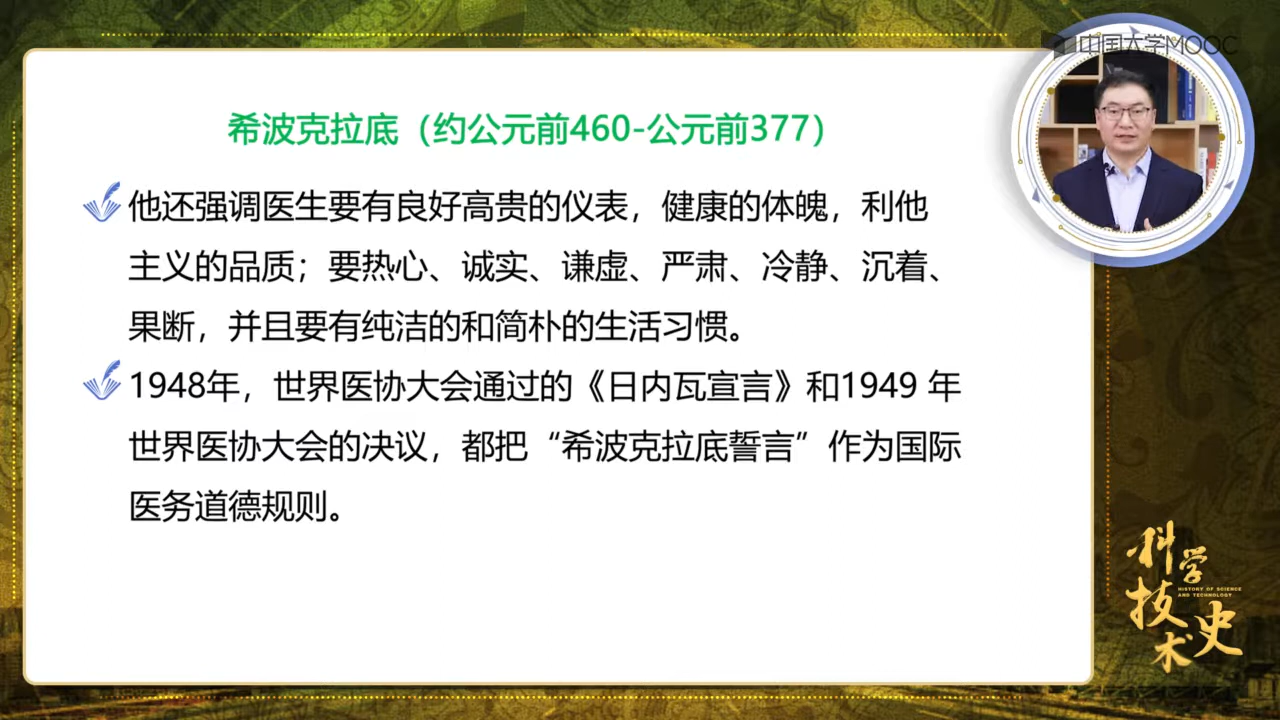 中国大学MOOC
希波克拉底（约公元前460-公元前377）
他还强调医生要有良好高贵的仪表，健康的体魄，利他
主义的品质；要热心、诚实、谦虚、严肃、冷静、沉着、
果断，并且要有纯洁的和简朴的生活习惯。
1948年，世界医协大会通过的《日内瓦宣言》和1949 年
世界医协大会的决议，都把“希波克拉底誓言”作为国际
医务道德规则。
科学
技术史
HISTORY OF SCIENCE
AND TECHNOLOGY